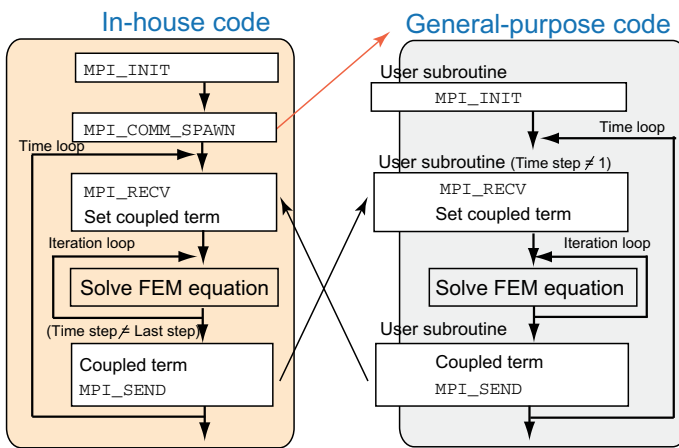 In-house code
MPI_INIT
MPI_COMM_SPAWN
Time loop
MPI_RECV
Set coupled term
Iteration loop
Solve FEM equation
(Time step ≠ Last step)
Coupled term
MPI_SEND
General-purpose code
User subroutine
MPI_INIT
Time loop
User subroutine (Time step ≠ 1)
MPI_RECV
Set coupled term
Iteration loop
Solve FEM equation
User subroutine
Coupled term
MPI_SEND